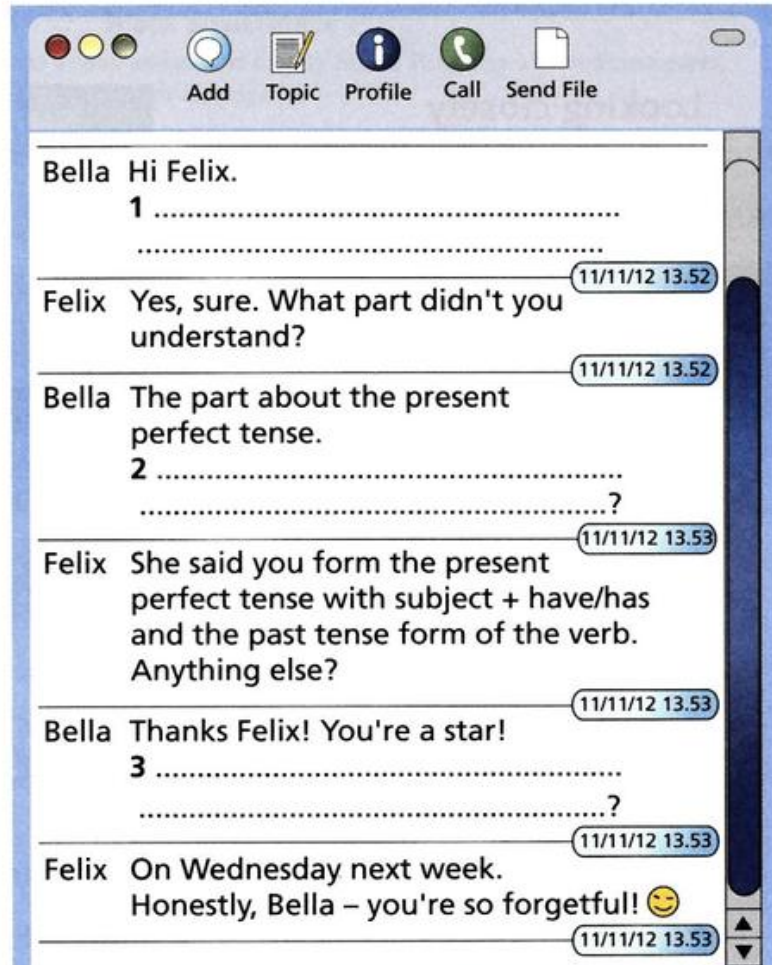 Add Topic Profile Call Send File
Bella Hi Felix.
1 ............................................................
............................................................
11/11/12 13.52
Felix Yes, sure. What part didn't you
understand?
11/11/12 13.52
Bella The part about the present
perfect tense.
2 ............................................................
............................................................?
11/11/12 13.53
Felix She said you form the present
perfect tense with subject + have/has
and the past tense form of the verb.
Anything else?
11/11/12 13.53
Bella Thanks Felix! You're a star!
3 ............................................................
............................................................?
11/11/12 13.53
Felix On Wednesday next week.
Honestly, Bella – you're so forgetful! 😉
11/11/12 13.53